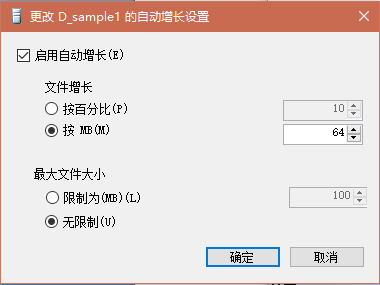 更改 D_sample1 的自动增长设置
启用自动增长(E)
文件增长
按百分比(P) 10
按 MB(M) 64
最大文件大小
限制为(MB)(L) 100
无限制(U)
确定 取消